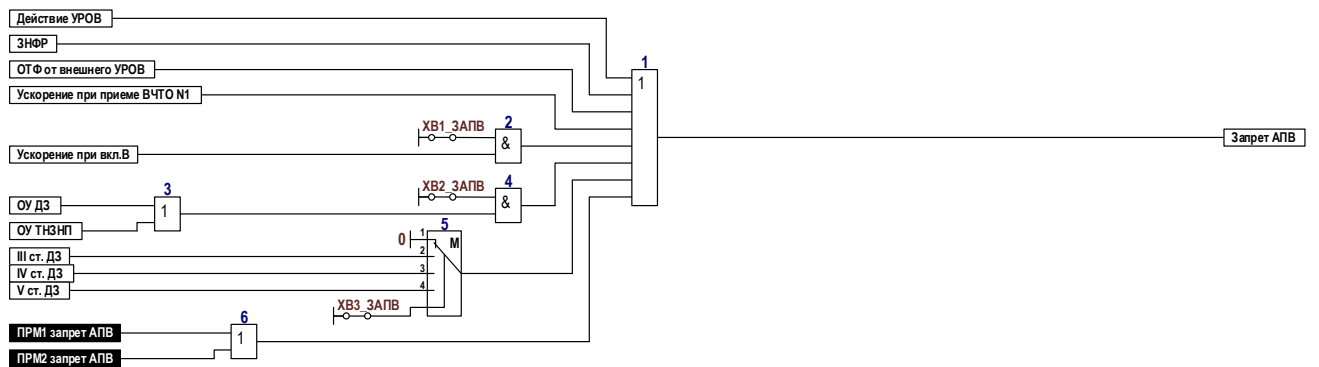 Действие УРОВ
ЗНФР
ОТФ от внешнего УРОВ
Ускорение при приеме ВЧТО N1
1
1
Запрет АПВ
ХВ1_ЗАПВ
2
&
Ускорение при вкл.В
ХВ2_ЗАПВ
4
&
3
1
ОУ ДЗ
ОУ ТНЗНП
5
0
1
М
2
3
4
III ст. ДЗ
IV ст. ДЗ
V ст. ДЗ
ХВ3_ЗАПВ
6
1
ПРМ1 запрет АПВ
ПРМ2 запрет АПВ